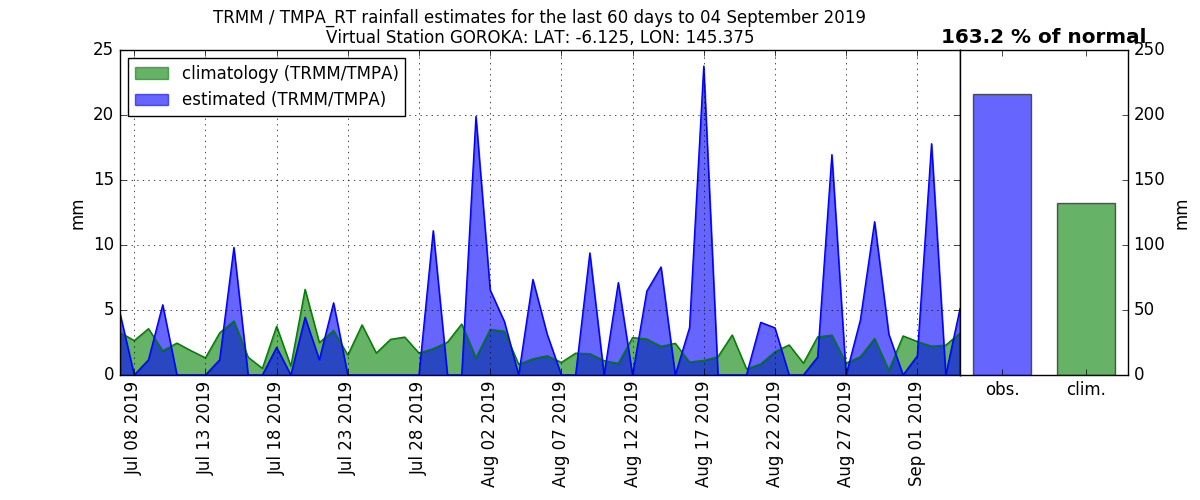 TRMM / TMPA_RT rainfall estimates for the last 60 days to 04 September 2019
Virtual Station GOROKA: LAT: -6.125, LON: 145.375
163.2 % of normal
climatology (TRMM/TMPA)
estimated (TRMM/TMPA)
25
20
15
10
5
0
mm
Jul 08 2019
Jul 13 2019
Jul 18 2019
Jul 23 2019
Jul 28 2019
Aug 02 2019
Aug 07 2019
Aug 12 2019
Aug 17 2019
Aug 22 2019
Aug 27 2019
Sep 01 2019
250
200
150
100
50
0
mm
obs.
clim.